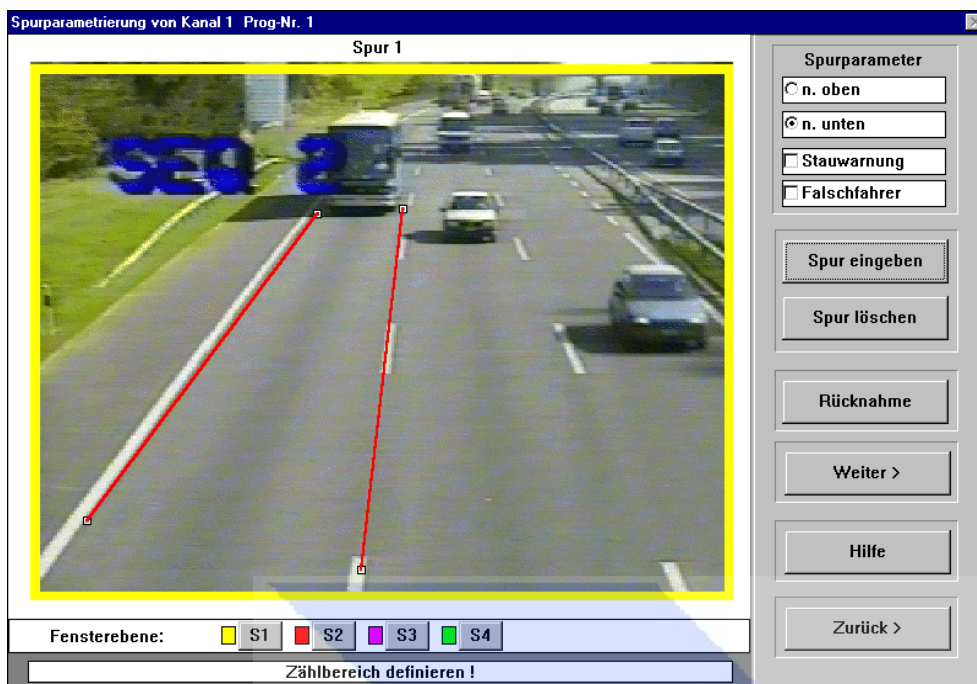 Spurparametrierung von Kanal 1 Prog-Nr. 1
Spur 1
SEQ 2
Spurparameter
n. oben
n. unten
Stauwarnung
Falschfahrer
Spur eingeben
Spur löschen
Rücknahme
Weiter >
Hilfe
Zurück >
Fensterebene:
S1
S2
S3
S4
Zählbereich definieren !